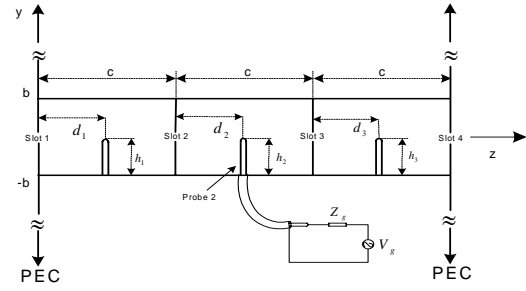 y
c c c
b
d1 d2 d3
Slot 1 Slot 2 Slot 3 Slot 4
h1 h2 h3
z
-b
Probe 2
Zg
Vg
PEC PEC